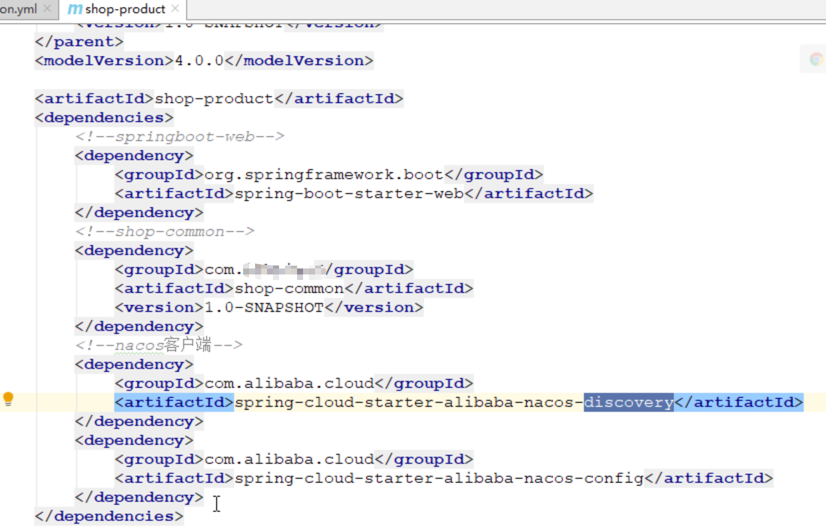 on.yml
shop-product
<version>1.0-SNAPSHOT</version>
</parent>
<modelVersion>4.0.0</modelVersion>
<artifactId>shop-product</artifactId>
<dependencies>
<!--springboot-web-->
<dependency>
<groupId>org.springframework.boot</groupId>
<artifactId>spring-boot-starter-web</artifactId>
</dependency>
<!--shop-common-->
<dependency>
<groupId>com./groupId>
<artifactId>shop-common</artifactId>
<version>1.0-SNAPSHOT</version>
</dependency>
<!--nacos客户端-->
<dependency>
<groupId>com.alibaba.cloud</groupId>
<artifactId>spring-cloud-starter-alibaba-nacos-discovery</artifactId>
</dependency>
<dependency>
<groupId>com.alibaba.cloud</groupId>
<artifactId>spring-cloud-starter-alibaba-nacos-config</artifactId>
</dependency>
</dependencies>